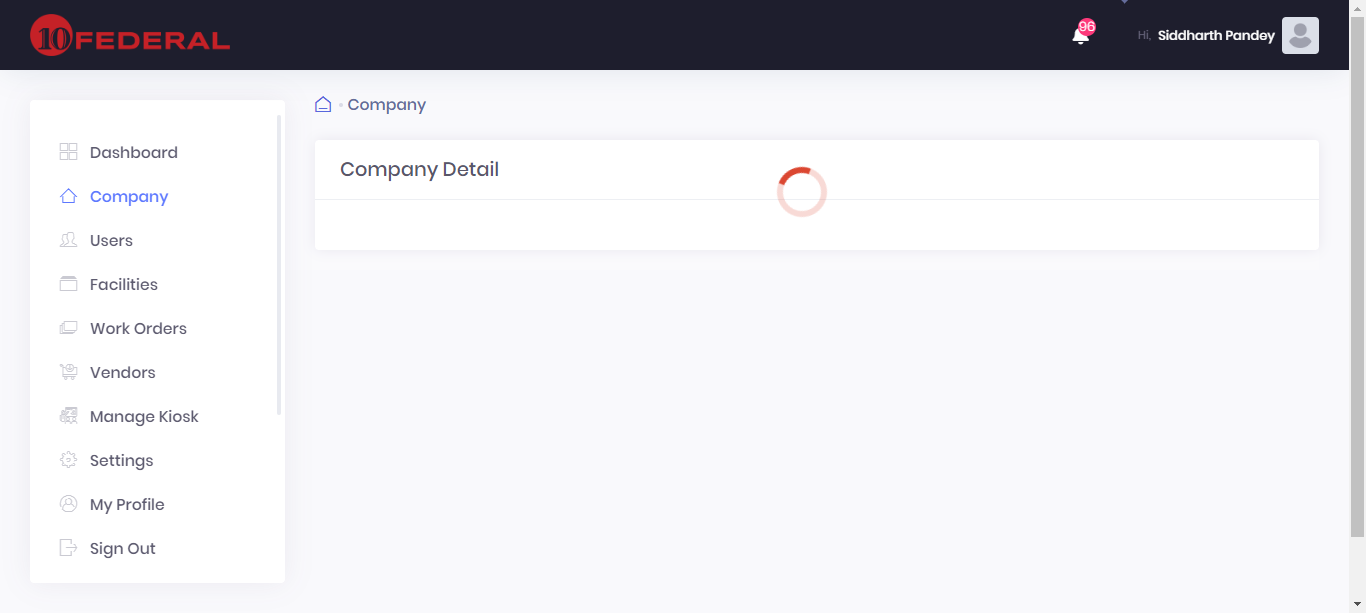 10 FEDERAL
96
Hi, Siddharth Pandey
Dashboard
Company
Users
Facilities
Work Orders
Vendors
Manage Kiosk
Settings
My Profile
Sign Out
Company
Company Detail